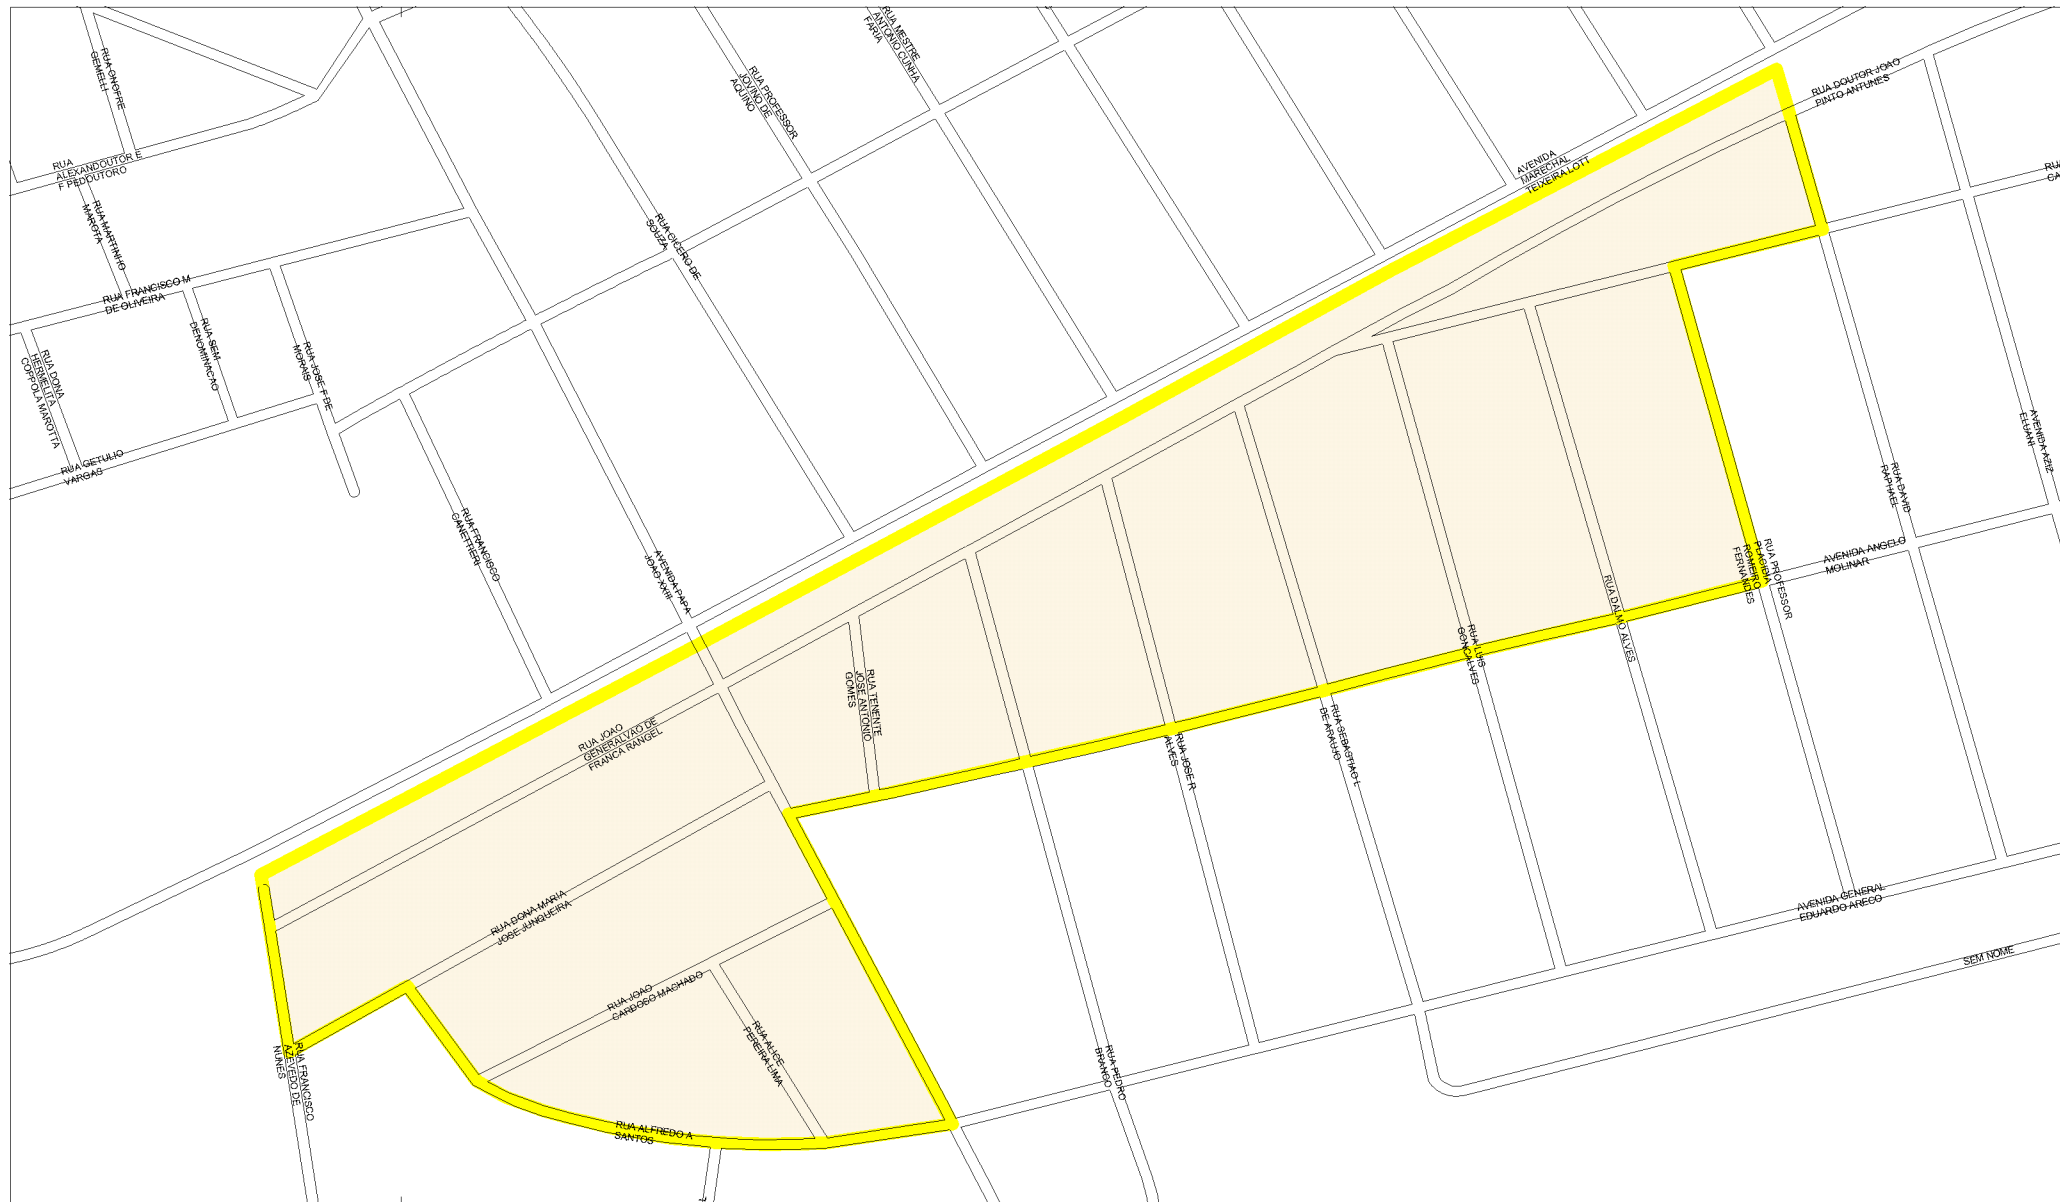 RUA ONOFRE
GEMELLI
RUA
ALEXANDOUTOR E
F PEDOUTORO
RUA MARTINHO
MAROTA
RUA FRANCISCO M
DE OLIVEIRA
RUA DONA
HERMELITA
COPPOLA MAROTTA
RUA SEM
DENOMINACAO
RUA JOSE F DE
MORAIS
RUA GETULIO
VARGAS
RUA FRANCISCO
CANETTIERI
RUA CICERO DE
SOUZA
RUA PROFESSOR
JOVINO DE
AQUINO
RUA MESTRE
ANTONIO CUNHA
FARIA
AVENIDA PAPA
JOAO XXIII
AVENIDA
MARECHAL
TEIXEIRA LOTT
RUA DOUTOR JOAO
PINTO ANTUNES
RUA
CA
AVENIDA AZIZ
ELUANI
RUA DAVID
RAPHAEL
AVENIDA ANGELO
MOLINAR
RUA PROFESSOR
PLACIDIA
ROMEIRO
FERNANDES
RUA DALMO ALVES
RUA LUIS
GONCALVES
RUA SEBASTIAO L
DE ARAUJO
RUA JOSE R
ALVES
RUA TENENTE
JOSE ANTONIO
GOMES
RUA JOAO
GENERALVAO DE
FRANCA RANGEL
RUA DONA MARIA
JOSE JUNQUEIRA
RUA JOAO
CARDOSO MACHADO
RUA ALICE
PEREIRA LIMA
RUA ALFREDO A
SANTOS
RUA FRANCISCO
AZEVEDO DE
NUNES
RUA PEDRO
BRANCO
AVENIDA GENERAL
EDUARDO ARECO
SEM NOME